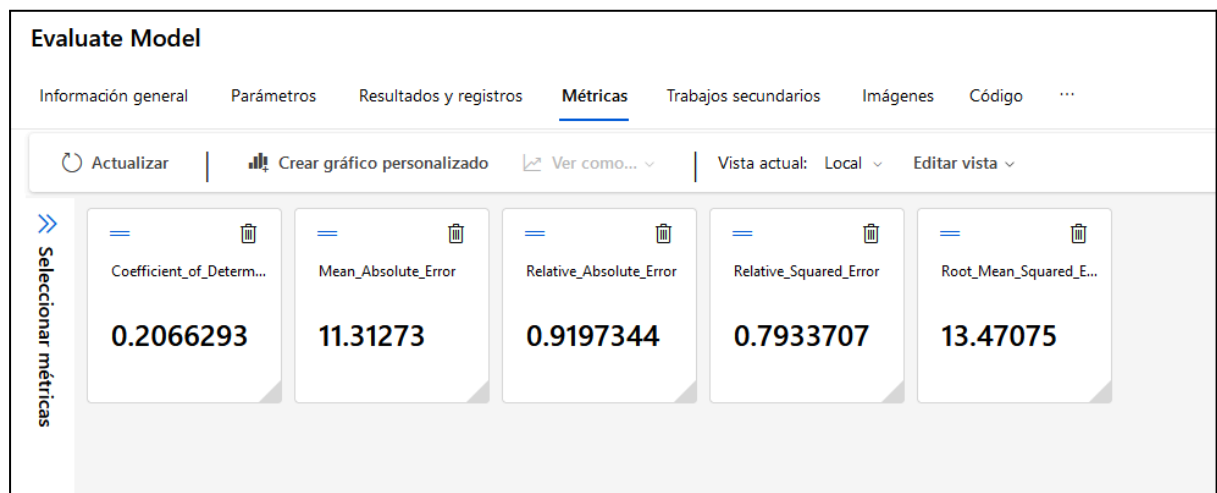 Evaluate Model
Información general Parámetros Resultados y registros Métricas Trabajos secundarios Imágenes Código ...
Actualizar Crear gráfico personalizado Ver como... Vista actual: Local Editar vista
Seleccionar métricas
Coefficient_of_Determ... Mean_Absolute_Error Relative_Absolute_Error Relative_Squared_Error Root_Mean_Squared_E...
0.2066293 11.31273 0.9197344 0.7933707 13.47075